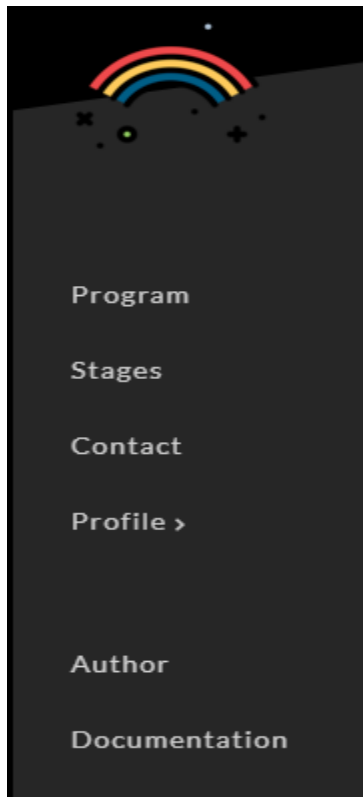 Program
Stages
Contact
Profile >
Author
Documentation